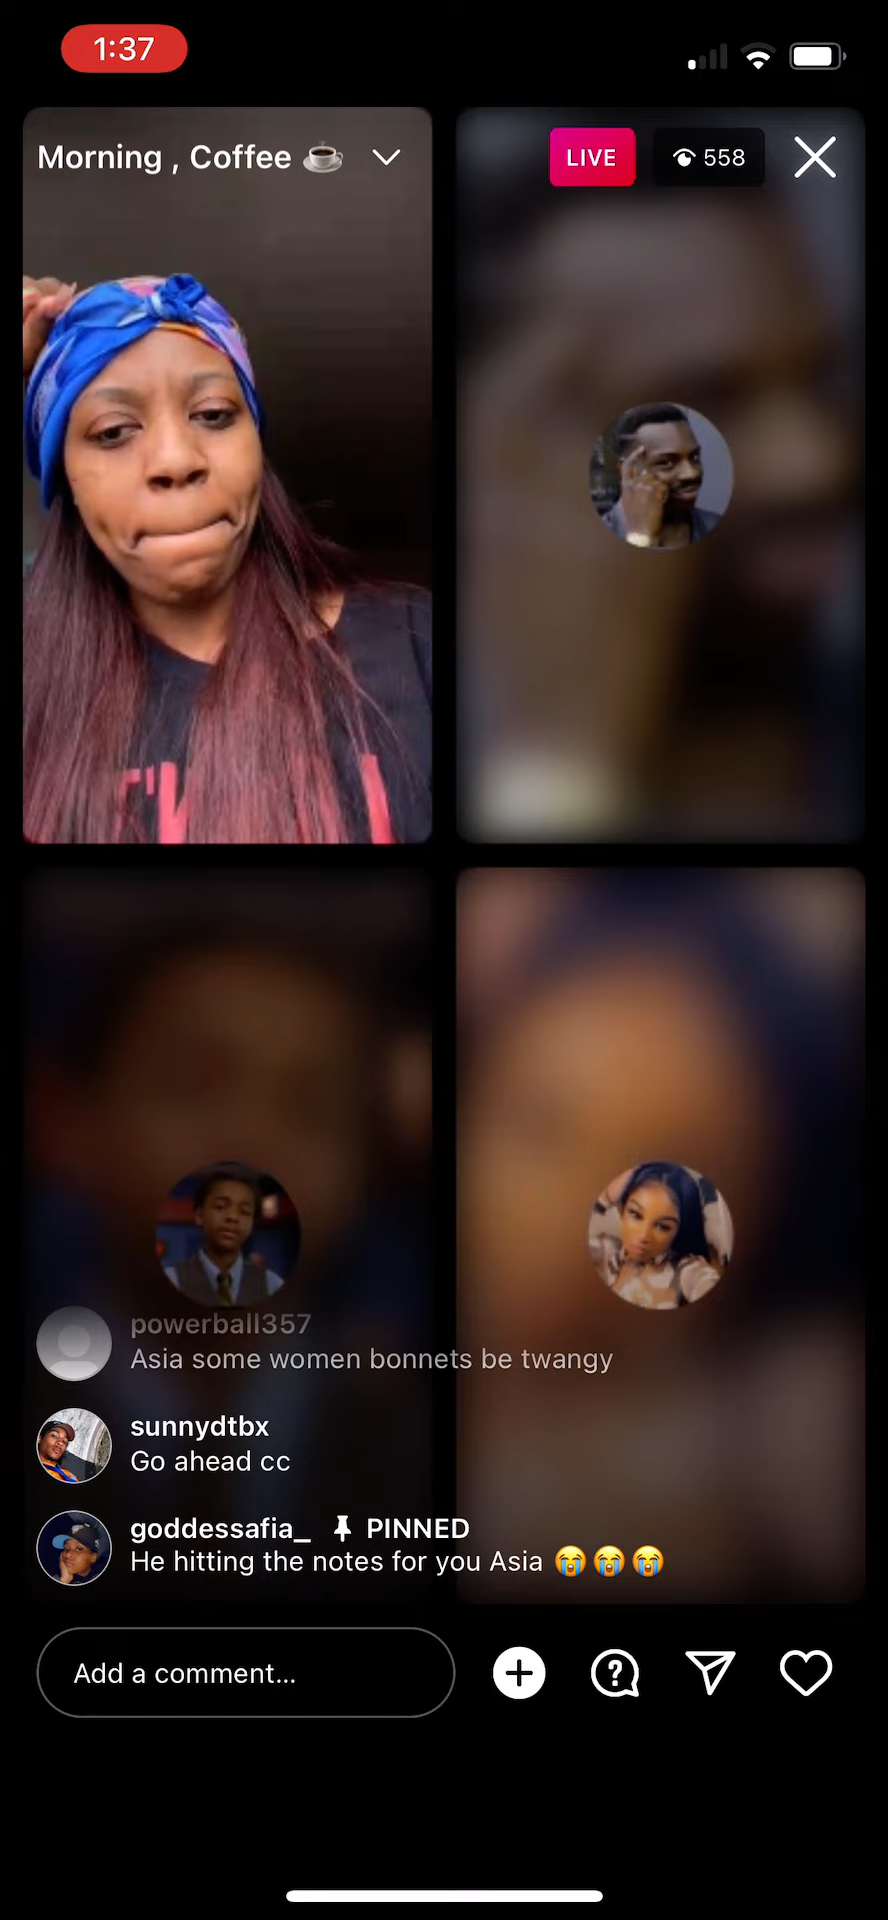 1:37
Morning , Coffee ☕
LIVE
558
powerball357
Asia some women bonnets be twangy
sunnydtbx
Go ahead cc
goddessafia_ PINNED
He hitting the notes for you Asia 😭😭😭
Add a comment...